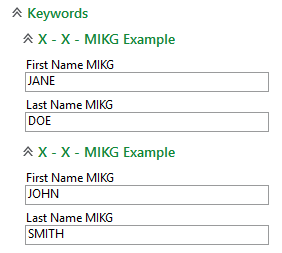 Keywords
X - X - MIKG Example
First Name MIKG
JANE
Last Name MIKG
DOE
X - X - MIKG Example
First Name MIKG
JOHN
Last Name MIKG
SMITH